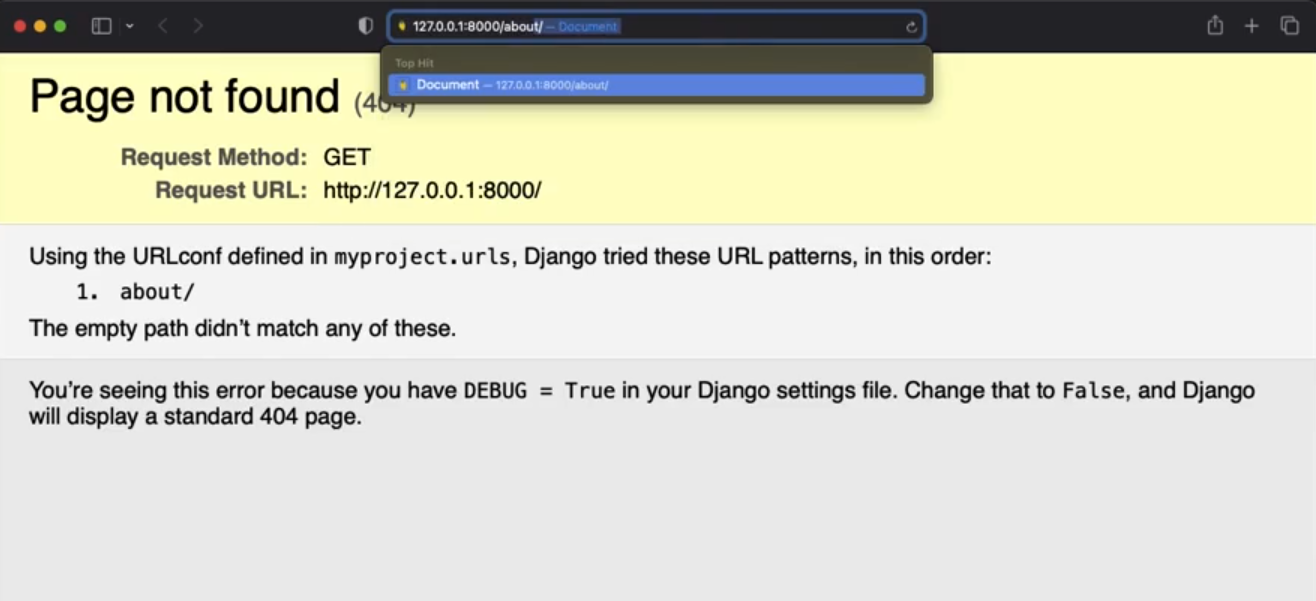 127.0.0.1:8000/about/ — Document
Top Hit
Document — 127.0.0.1:8000/about/
Page not found (404)
Request Method: GET
Request URL: http://127.0.0.1:8000/
Using the URLconf defined in myproject.urls, Django tried these URL patterns, in this order:
1. about/
The empty path didn’t match any of these.
You’re seeing this error because you have DEBUG = True in your Django settings file. Change that to False, and Django
will display a standard 404 page.